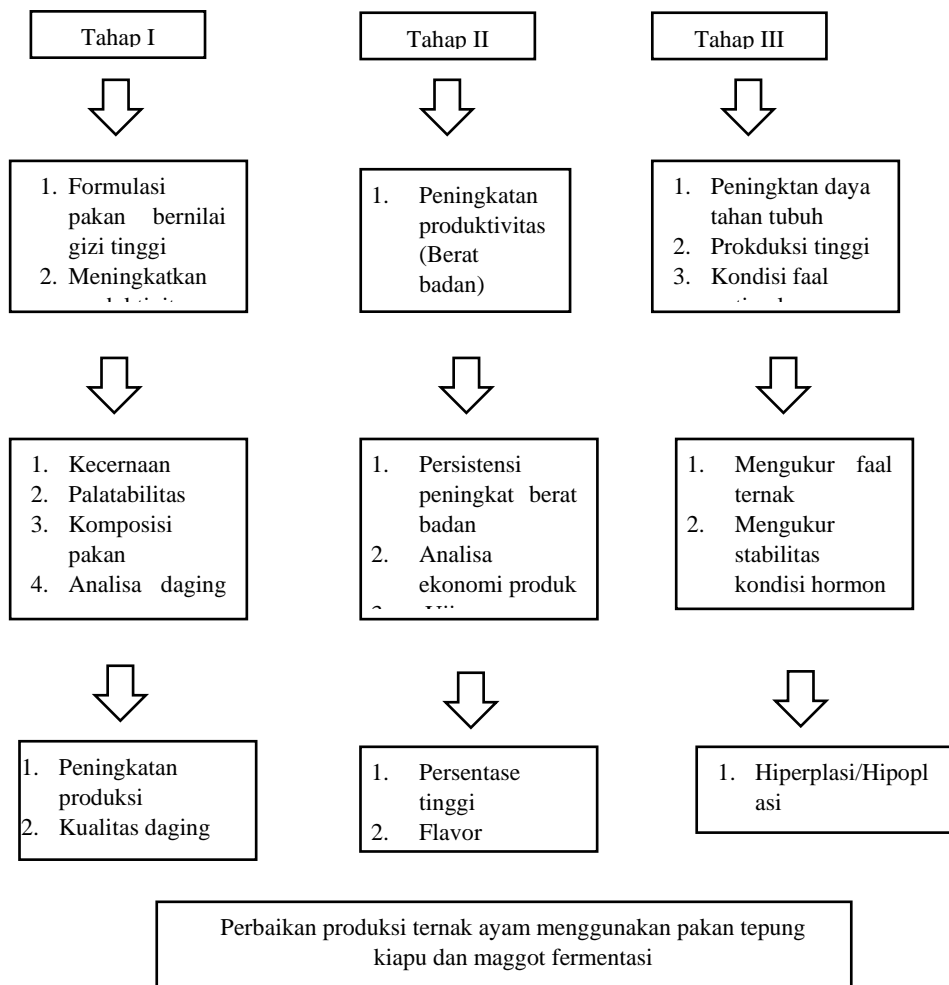 Tahap I
Tahap II
Tahap III
1. Formulasi
pakan bernilai
gizi tinggi
2. Meningkatkan
1. Peningkatan
produktivitas
(Berat
badan)
1. Peningktan daya
tahan tubuh
2. Prokduksi tinggi
3. Kondisi faal
1. Kecernaan
2. Palatabilitas
3. Komposisi
pakan
4. Analisa daging
1. Persistensi
peningkat berat
badan
2. Analisa
ekonomi produk
1. Mengukur faal
ternak
2. Mengukur
stabilitas
kondisi hormon
1. Peningkatan
produksi
2. Kualitas daging
1. Persentase
tinggi
2. Flavor
1. Hiperplasi/Hipopl
asi
Perbaikan produksi ternak ayam menggunakan pakan tepung
kiapu dan maggot fermentasi